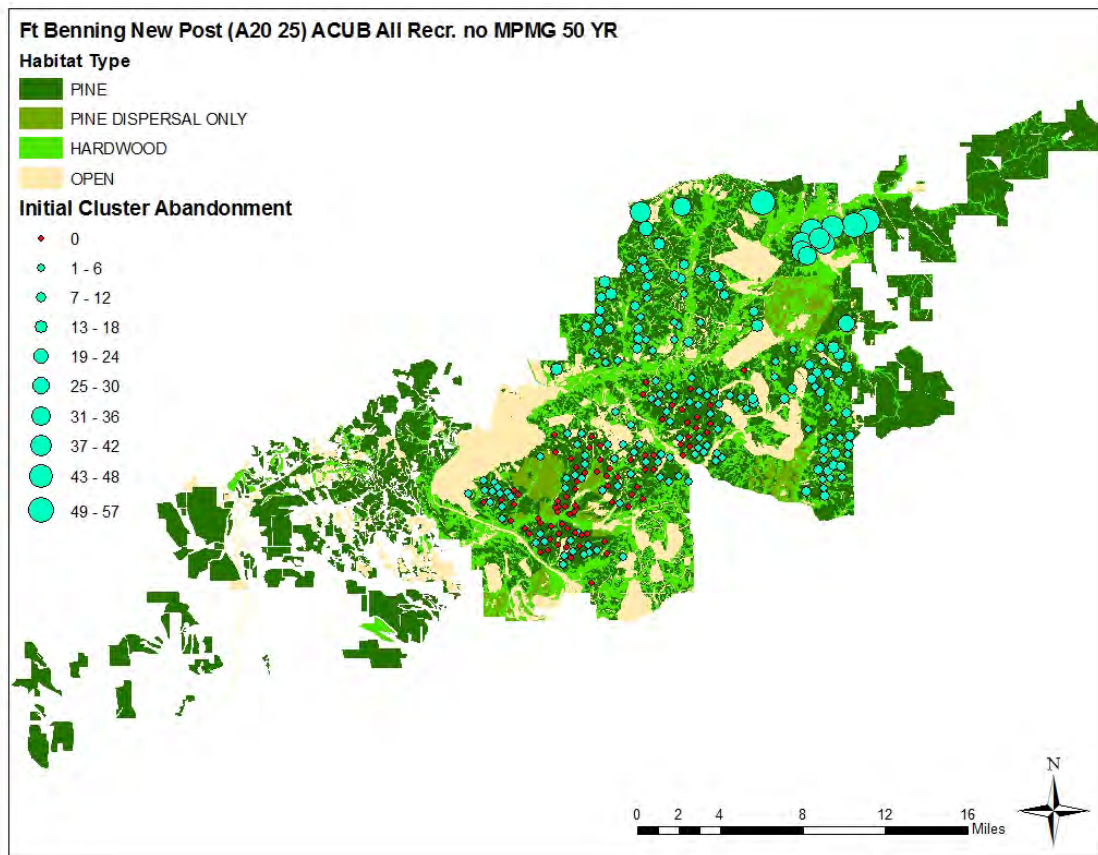 Ft Benning New Post (A20 25) ACUB All Recr. no MPMG 50 YR
Habitat Type
PINE
PINE DISPERSAL ONLY
HARDWOOD
OPEN
Initial Cluster Abandonment
0
1 - 6
7 - 12
13 - 18
19 - 24
25 - 30
31 - 36
37 - 42
43 - 48
49 - 57
N
0 2 4 8 12 16
Miles